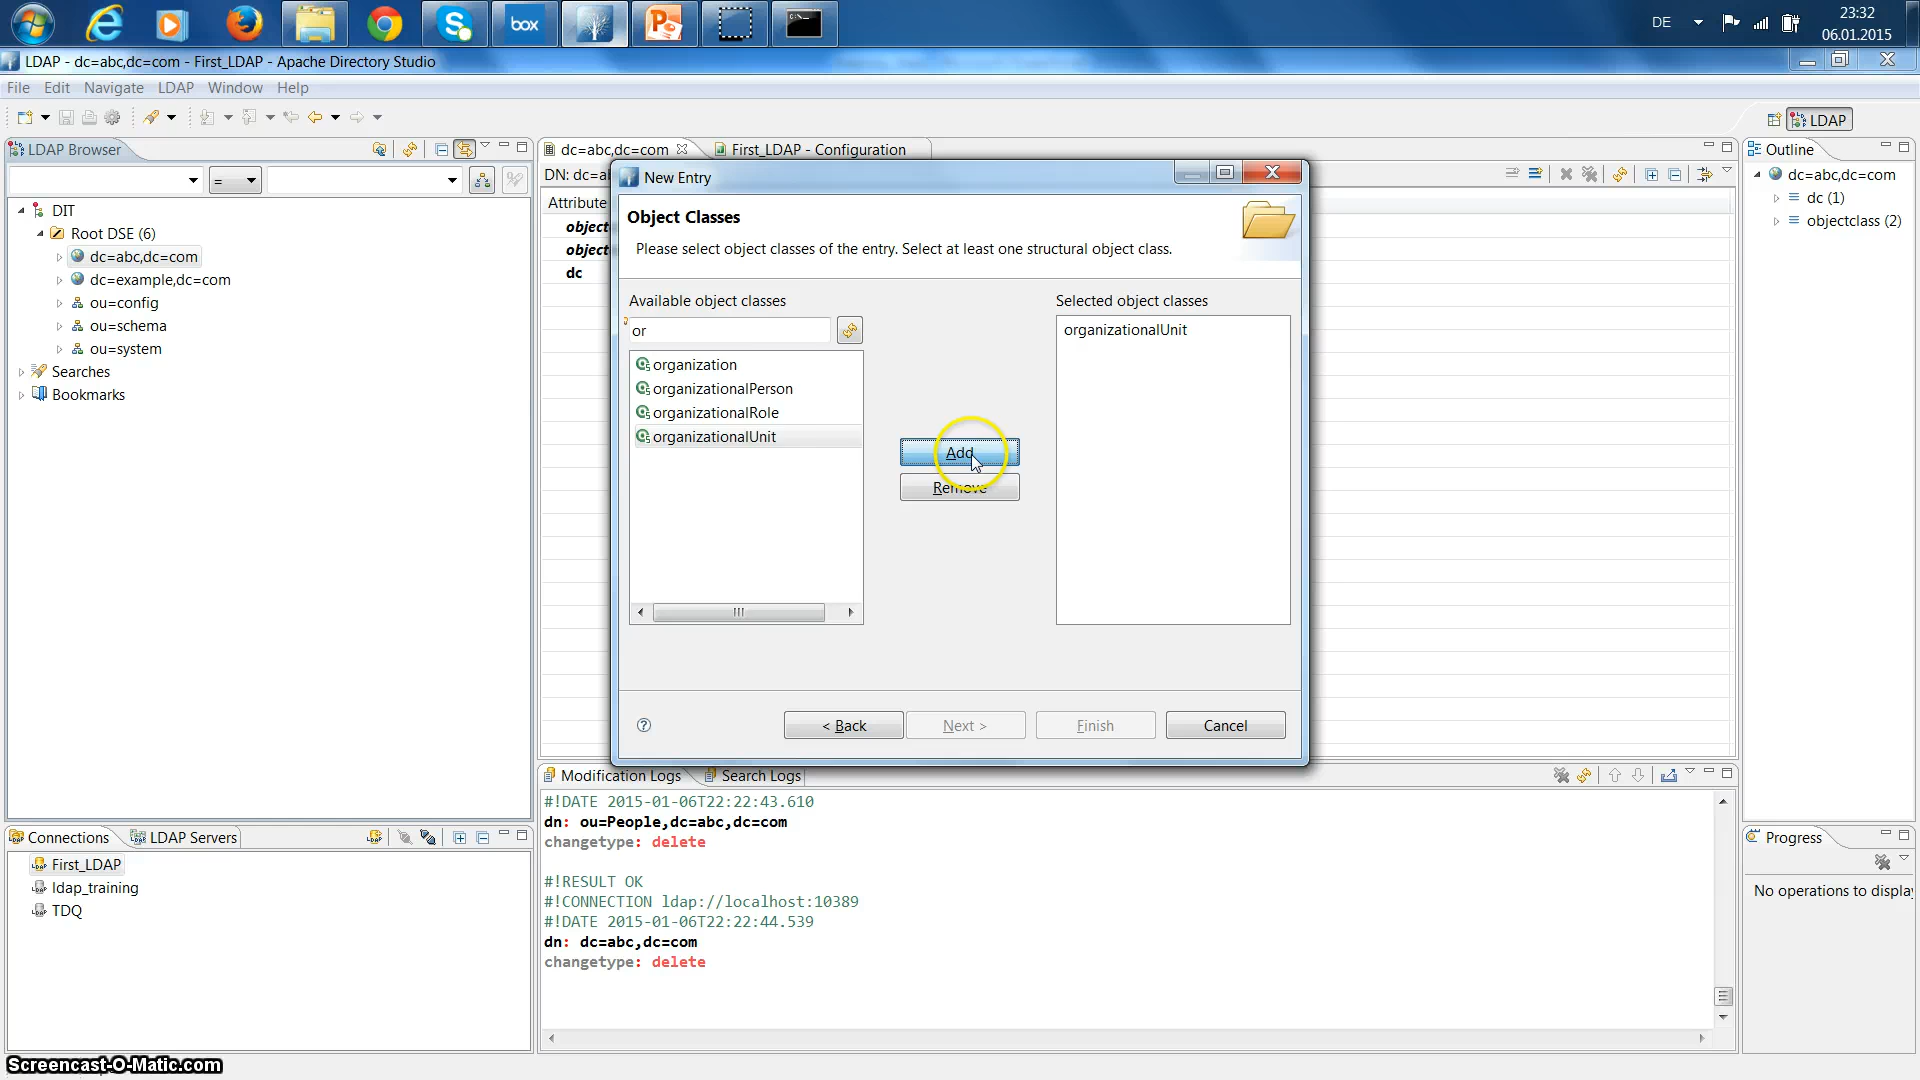 box
DE
23:32
06.01.2015
LDAP - dc=abc,dc=com - First_LDAP - Apache Directory Studio
File Edit Navigate LDAP Window Help
LDAP
LDAP Browser
=
DIT
Root DSE (6)
dc=abc,dc=com
dc=example,dc=com
ou=config
ou=schema
ou=system
Searches
Bookmarks
dc=abc,dc=com
First_LDAP - Configuration
DN: dc=a
Attribute
object
object
dc
New Entry
Object Classes
Please select object classes of the entry. Select at least one structural object class.
Available object classes
or
organization
organizationalPerson
organizationalRole
organizationalUnit
Add
Remove
Selected object classes
organizationalUnit
< Back
Next >
Finish
Cancel
Outline
dc=abc,dc=com
dc (1)
objectclass (2)
Modification Logs
Search Logs
#!DATE 2015-01-06T22:22:43.610
dn: ou=People,dc=abc,dc=com
changetype: delete
#!RESULT OK
#!CONNECTION ldap://localhost:10389
#!DATE 2015-01-06T22:22:44.539
dn: dc=abc,dc=com
changetype: delete
Connections
LDAP Servers
First_LDAP
ldap_training
TDQ
Progress
No operations to display
Screencast-O-Matic.com